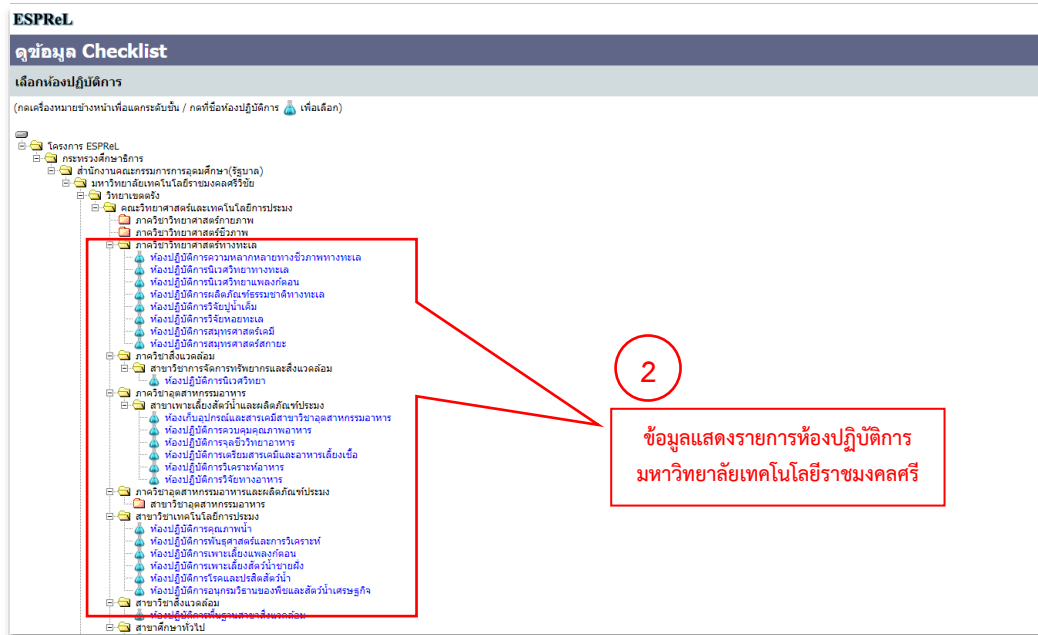 ESPReL
ดูข้อมูล Checklist
เลือกห้องปฏิบัติการ
(กดเครื่องหมายข้างหน้าเพื่อแตกระดับชั้น / กดที่ชื่อห้องปฏิบัติการ เพื่อเลือก)
โครงการ ESPReL
กระทรวงศึกษาธิการ
สำนักงานคณะกรรมการการอุดมศึกษา(รัฐบาล)
มหาวิทยาลัยเทคโนโลยีราชมงคลศรีวิชัย
วิทยาเขตตรัง
คณะวิทยาศาสตร์และเทคโนโลยีการประมง
ภาควิชาวิทยาศาสตร์กายภาพ
ภาควิชาวิทยาศาสตร์ชีวภาพ
ภาควิชาวิทยาศาสตร์ทางทะเล
ห้องปฏิบัติการความหลากหลายทางชีวภาพทางทะเล
ห้องปฏิบัติการนิเวศวิทยาทางทะเล
ห้องปฏิบัติการนิเวศวิทยาแพลงก์ตอน
ห้องปฏิบัติการผลิตภัณฑ์ธรรมชาติทางทะเล
ห้องปฏิบัติการวิจัยปูน้ำเค็ม
ห้องปฏิบัติการวิจัยหอยทะเล
ห้องปฏิบัติการสมุทรศาสตร์เคมี
ห้องปฏิบัติการสมุทรศาสตร์สกายะ
ภาควิชาสิ่งแวดล้อม
สาขาวิชาการจัดการทรัพยากรและสิ่งแวดล้อม
ห้องปฏิบัติการนิเวศวิทยา
ภาควิชาอุตสาหกรรมอาหาร
สาขาเพาะเลี้ยงสัตว์น้ำและผลิตภัณฑ์ประมง
ห้องเก็บอุปกรณ์และสารเคมีสาขาวิชาอุตสาหกรรมอาหาร
ห้องปฏิบัติการควบคุมคุณภาพอาหาร
ห้องปฏิบัติการจุลชีววิทยาอาหาร
ห้องปฏิบัติการเตรียมสารเคมีและอาหารเลี้ยงเชื้อ
ห้องปฏิบัติการวิเคราะห์อาหาร
ห้องปฏิบัติการวิจัยทางอาหาร
ภาควิชาอุตสาหกรรมอาหารและผลิตภัณฑ์ประมง
สาขาวิชาอุตสาหกรรมอาหาร
สาขาวิชาเทคโนโลยีการประมง
ห้องปฏิบัติการคุณภาพน้ำ
ห้องปฏิบัติการพันธุศาสตร์และการวิเคราะห์
ห้องปฏิบัติการเพาะเลี้ยงแพลงก์ตอน
ห้องปฏิบัติการเพาะเลี้ยงสัตว์น้ำชายฝั่ง
ห้องปฏิบัติการโรคและปรสิตสัตว์น้ำ
ห้องปฏิบัติการอนุกรมวิธานของพืชและสัตว์น้ำเศรษฐกิจ
สาขาวิชาสิ่งแวดล้อม
ห้องปฏิบัติการพื้นฐานสาขาสิ่งแวดล้อม
สาขาศึกษาทั่วไป
2
ข้อมูลแสดงรายการห้องปฏิบัติการ
มหาวิทยาลัยเทคโนโลยีราชมงคลศรี